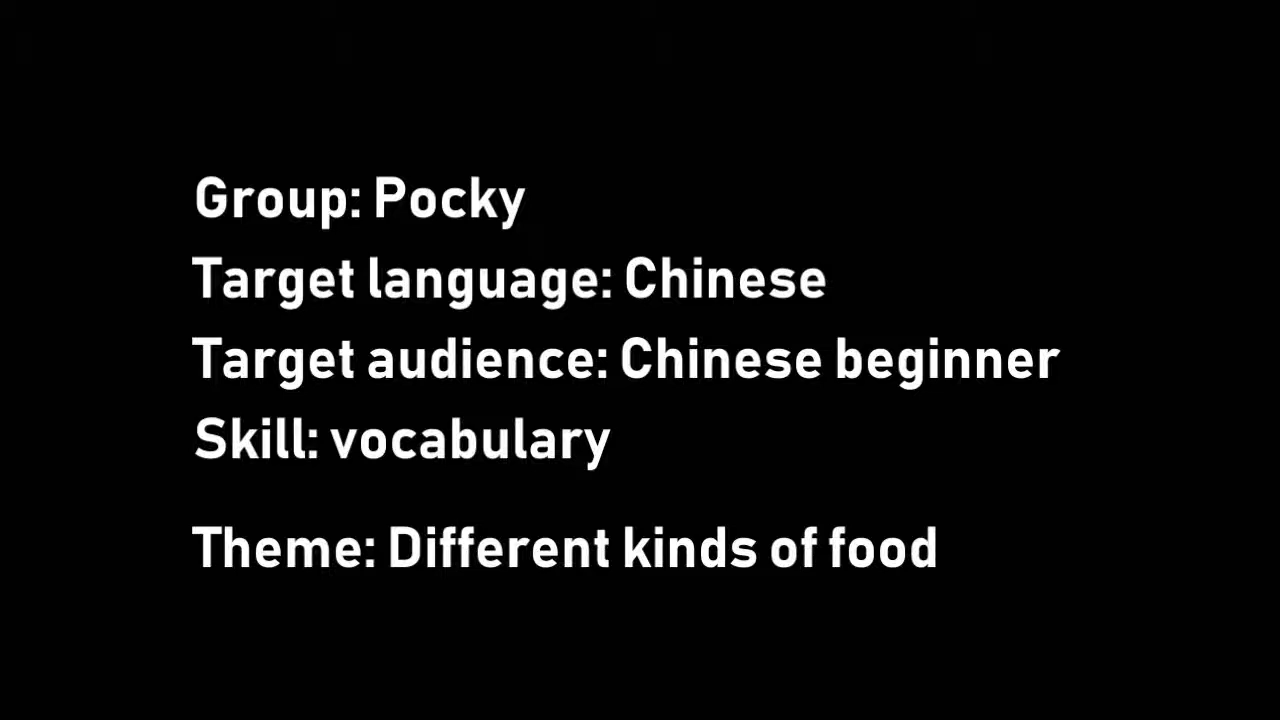 Group: Pocky
Target language: Chinese
Target audience: Chinese beginner
Skill: vocabulary
Theme: Different kinds of food